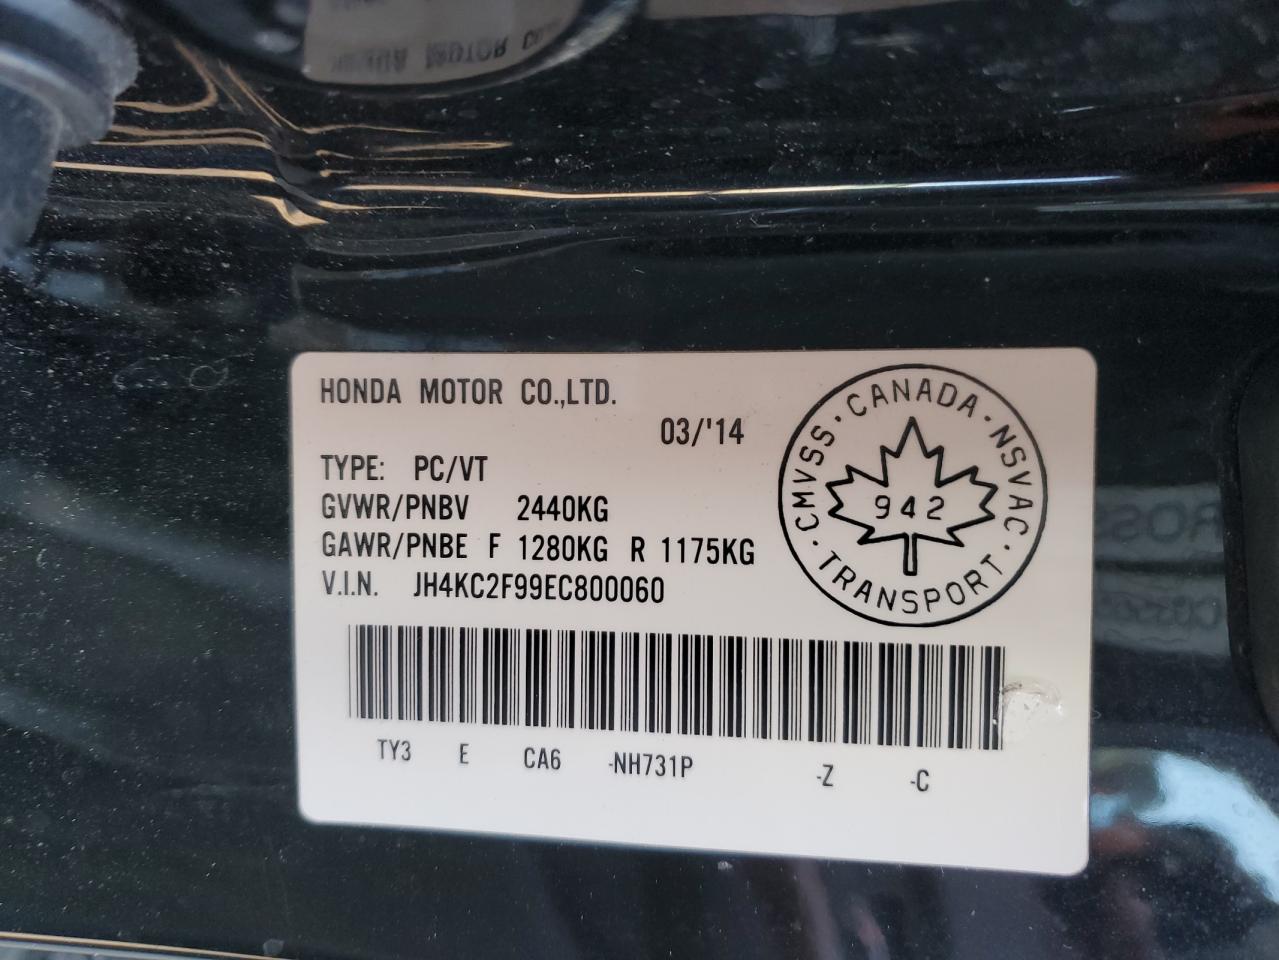 HONDA MOTOR CO.,LTD.
03/'14
TYPE: PC/VT
GVWR/PNBV 2440KG
GAWR/PNBE F 1280KG R 1175KG
V.I.N. JH4KC2F99EC800060
CMVSS · CANADA · NSVAC · TRANSPORT ·
942
TY3 E CA6 -NH731P -Z -C